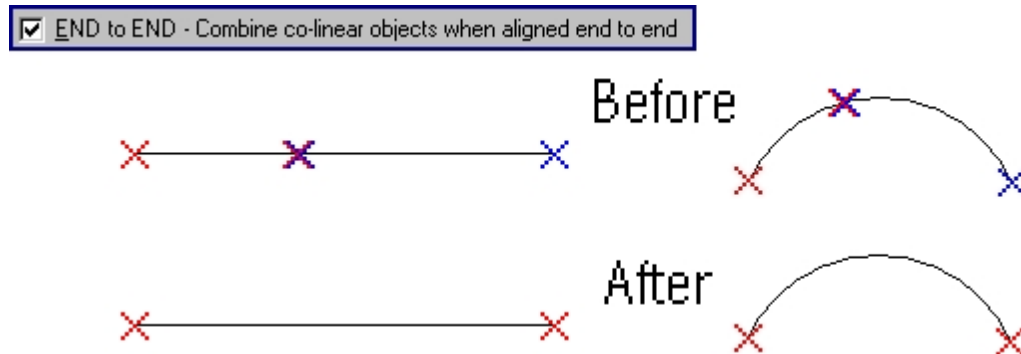 END to END - Combine co-linear objects when aligned end to end
Before
After